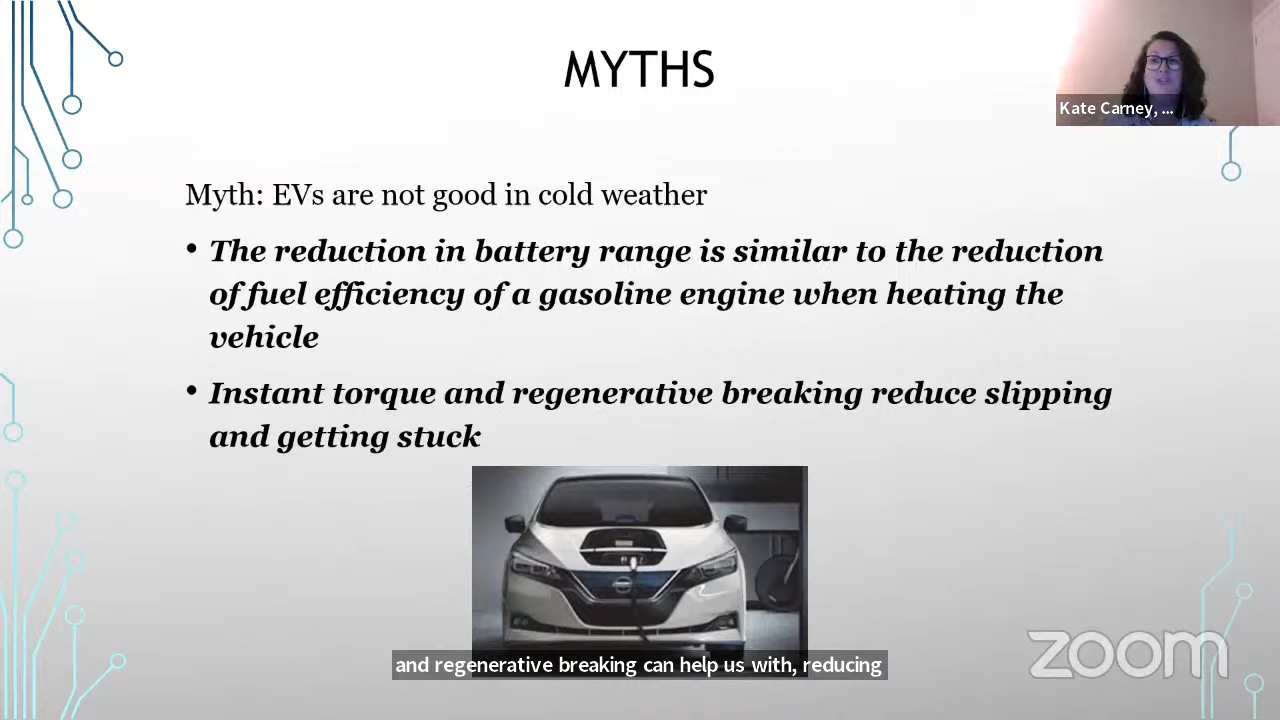 MYTHS
Kate Carney, ...
Myth: EVs are not good in cold weather
• The reduction in battery range is similar to the reduction
of fuel efficiency of a gasoline engine when heating the
vehicle
• Instant torque and regenerative breaking reduce slipping
and getting stuck
and regenerative breaking can help us with, reducing
zoom